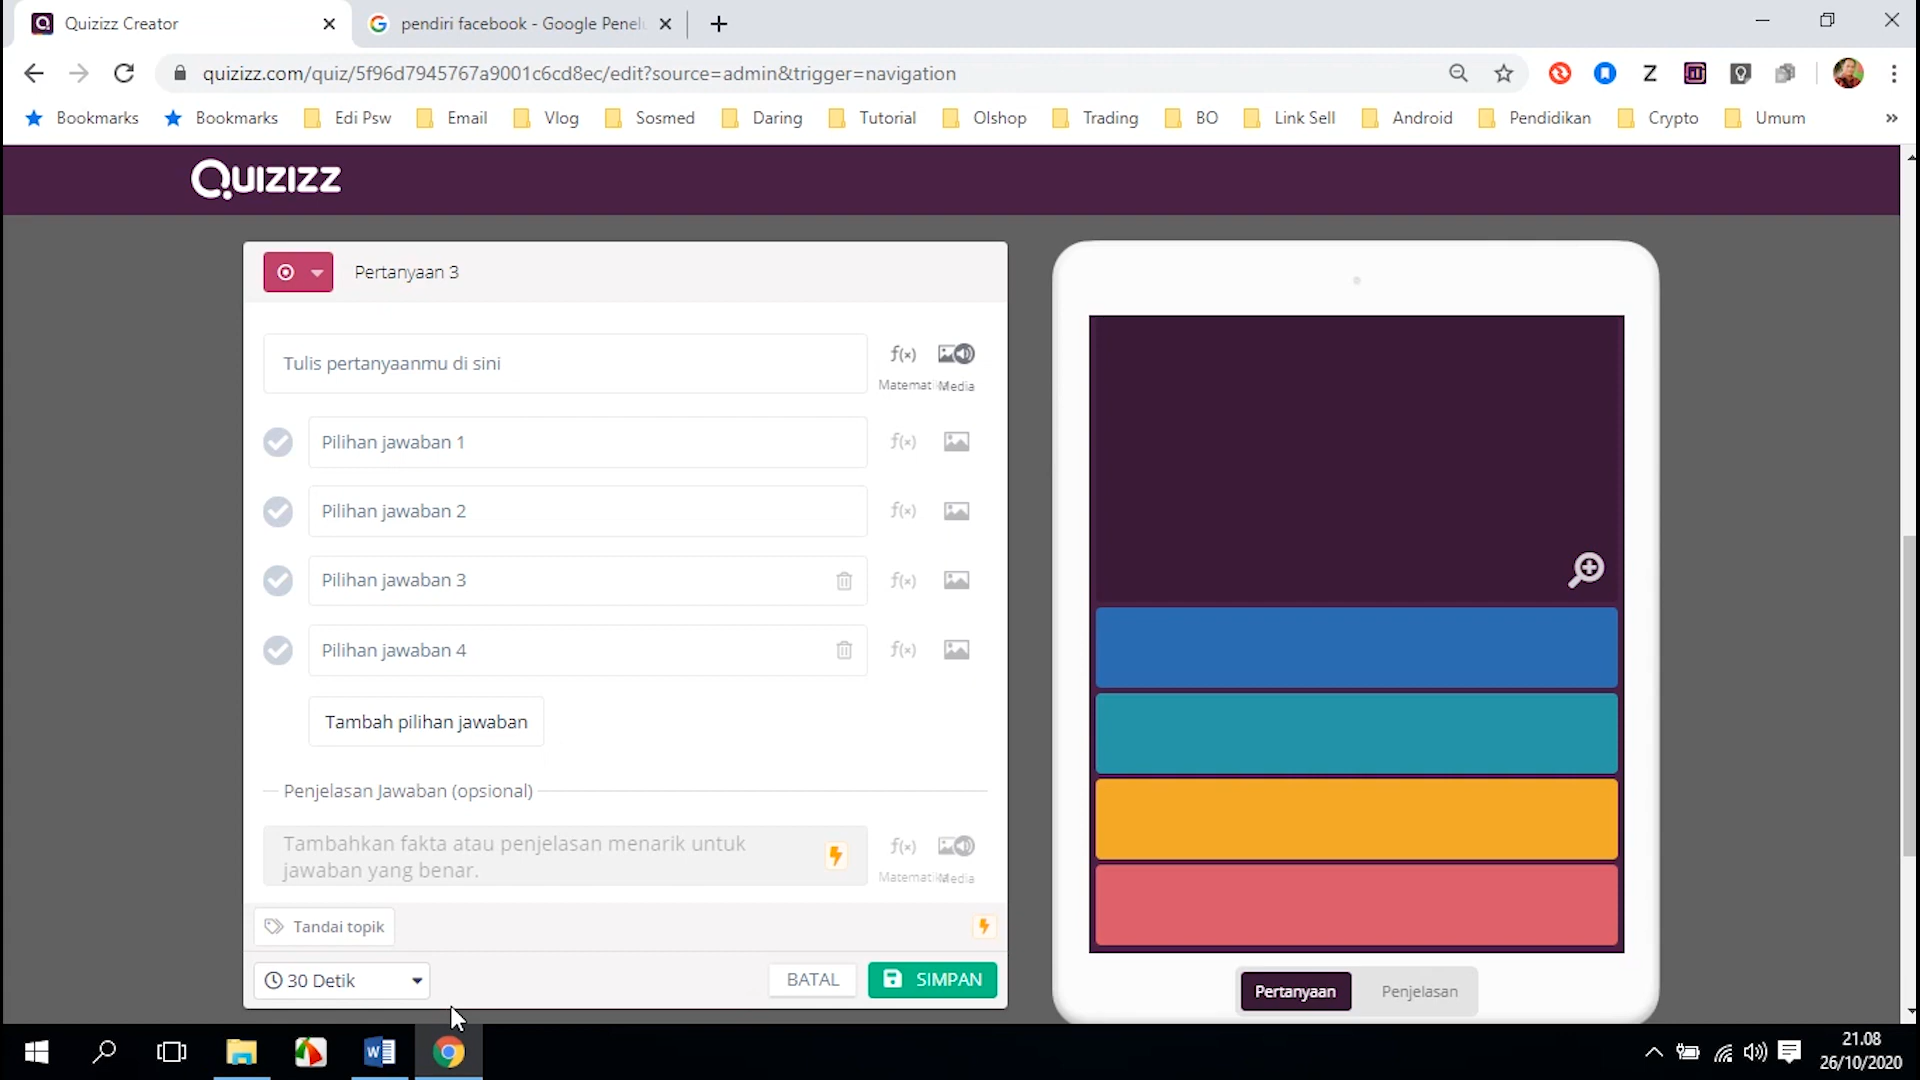 Quizizz Creator
pendiri facebook - Google Penelu
quizizz.com/quiz/5f96d7945767a9001c6cd8ec/edit?source=admin&trigger=navigation
Bookmarks Bookmarks Edi Psw Email Vlog Sosmed Daring Tutorial Olshop Trading BO Link Sell Android Pendidikan Crypto Umum »
Quizizz
Pertanyaan 3
Tulis pertanyaanmu di sini
f(x)
Matemati Media
Pilihan jawaban 1
f(x)
Pilihan jawaban 2
f(x)
Pilihan jawaban 3
f(x)
Pilihan jawaban 4
f(x)
Tambah pilihan jawaban
Penjelasan Jawaban (opsional)
Tambahkan fakta atau penjelasan menarik untuk
jawaban yang benar.
f(x)
Matemati Media
Tandai topik
30 Detik
BATAL
SIMPAN
Pertanyaan
Penjelasan
21.08
26/10/2020